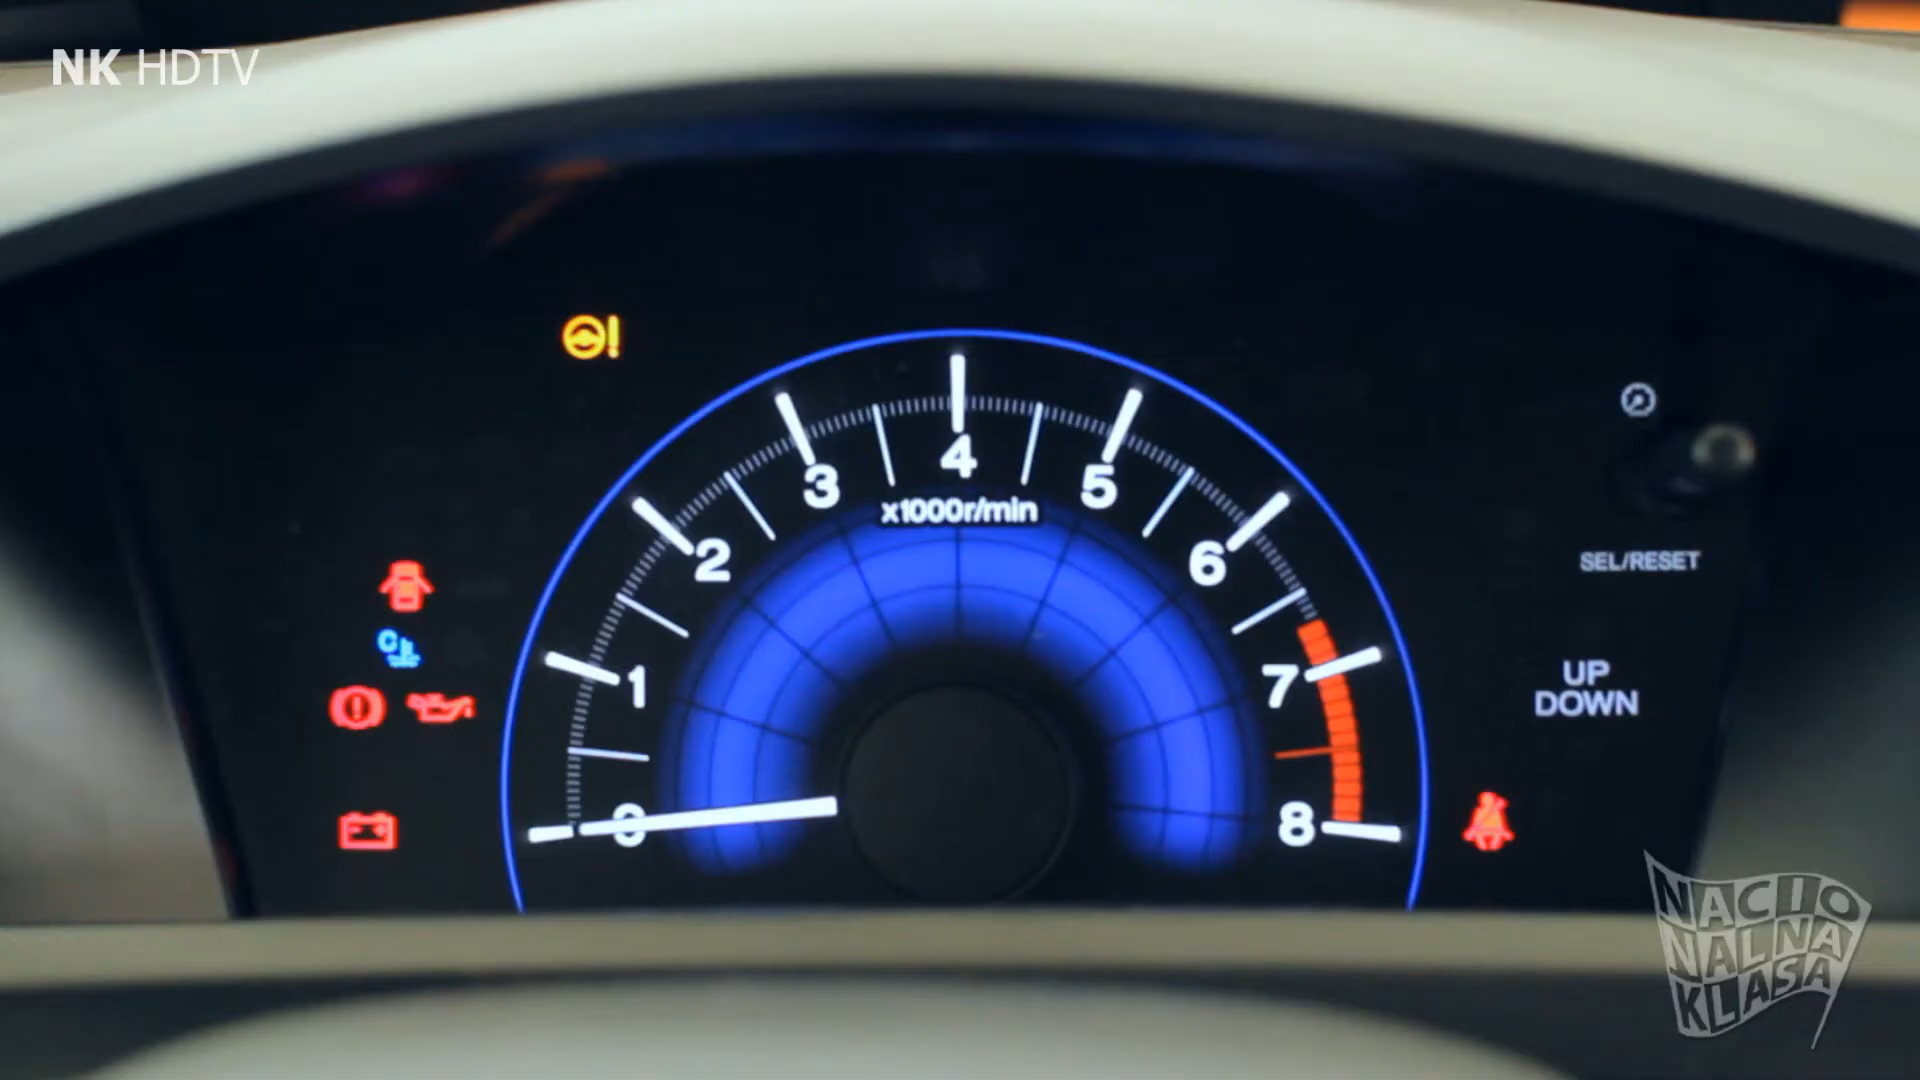 NK HDTV
3
4
5
x1000r/min
2
6
SEL/RESET
1
7
UP
DOWN
C
0
8
NACIO
NALNA
KLASA